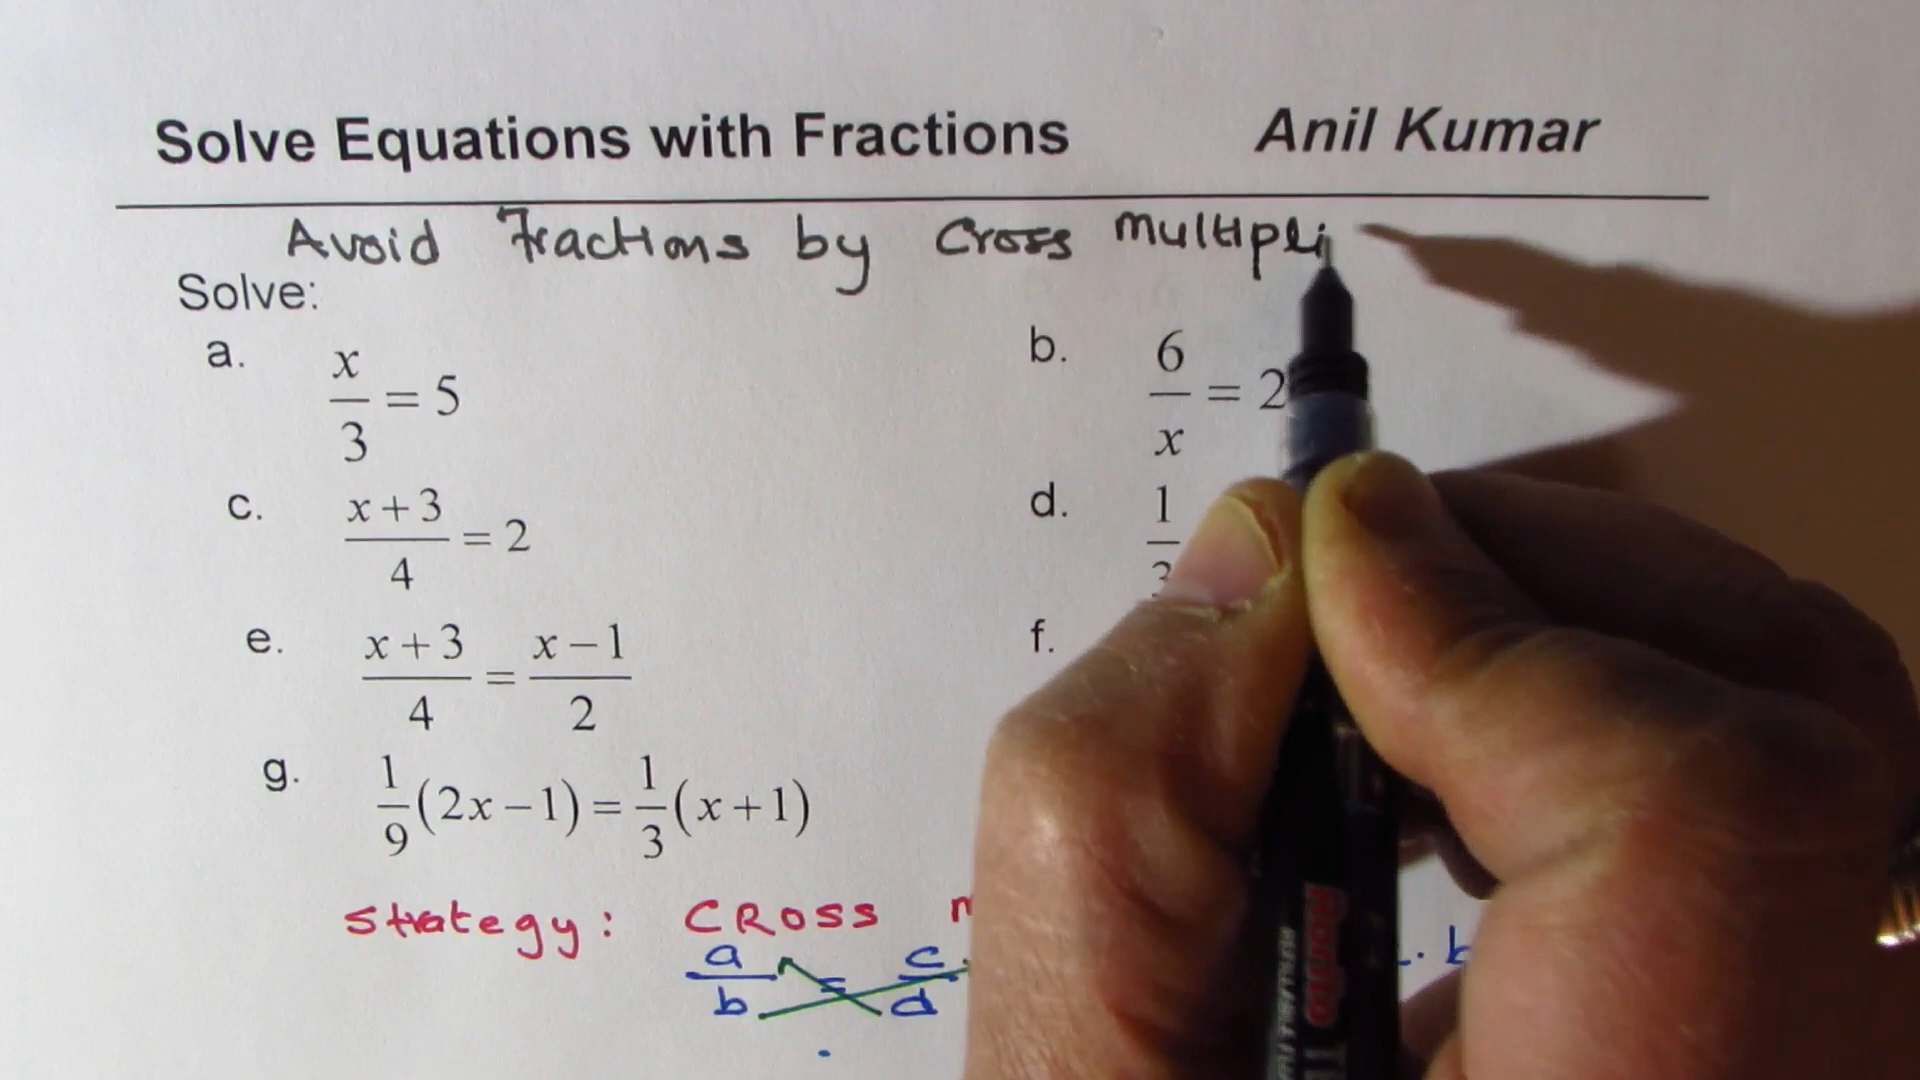 Solve Equations with Fractions Anil Kumar
Avoid Fractions by Cross Multipli
Solve:
a. x/3 = 5
b. 6/x = 2
c. (x+3)/4 = 2
d. 1/3
e. (x+3)/4 = (x−1)/2
f.
g. 1/9(2x−1) = 1/3(x+1)
Strategy: CROSS
a/b = c/d